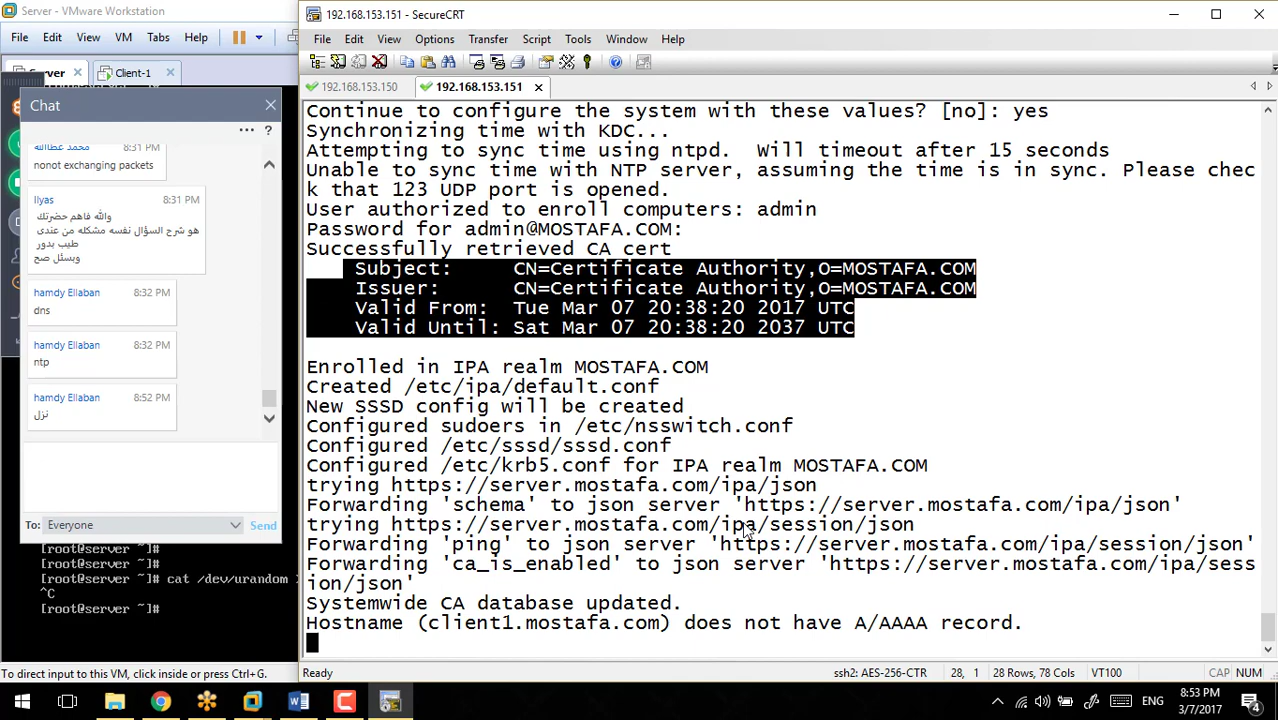 Server - VMware Workstation
File Edit View VM Tabs Help
Server
Client-1
Chat
محمد عطاالله 8:31 PM
nonot exchanging packets
Ilyas 8:31 PM
والله فاهم حضرتك
هو شرح السؤال نفسه مشكله من عندى
طيب بدور
وبسئل صح
hamdy Ellaban 8:32 PM
dns
hamdy Ellaban 8:32 PM
ntp
hamdy Ellaban 8:52 PM
نزل
To: Everyone Send
[root@server ~]#
[root@server ~]# cat /dev/urandom
^C
[root@server ~]#
To direct input to this VM, click inside or press Ctrl+G.
192.168.153.151 - SecureCRT
File Edit View Options Transfer Script Tools Window Help
192.168.153.150
192.168.153.151
Continue to configure the system with these values? [no]: yes
Synchronizing time with KDC...
Attempting to sync time using ntpd.  Will timeout after 15 seconds
Unable to sync time with NTP server, assuming the time is in sync. Please chec
k that 123 UDP port is opened.
User authorized to enroll computers: admin
Password for admin@MOSTAFA.COM:
Successfully retrieved CA cert
Subject:     CN=Certificate Authority,O=MOSTAFA.COM
Issuer:      CN=Certificate Authority,O=MOSTAFA.COM
Valid From:  Tue Mar 07 20:38:20 2017 UTC
Valid Until: Sat Mar 07 20:38:20 2037 UTC
Enrolled in IPA realm MOSTAFA.COM
Created /etc/ipa/default.conf
New SSSD config will be created
Configured sudoers in /etc/nsswitch.conf
Configured /etc/sssd/sssd.conf
Configured /etc/krb5.conf for IPA realm MOSTAFA.COM
trying https://server.mostafa.com/ipa/json
Forwarding 'schema' to json server 'https://server.mostafa.com/ipa/json'
trying https://server.mostafa.com/ipa/session/json
Forwarding 'ping' to json server 'https://server.mostafa.com/ipa/session/json'
Forwarding 'ca_is_enabled' to json server 'https://server.mostafa.com/ipa/sess
ion/json'
Systemwide CA database updated.
Hostname (client1.mostafa.com) does not have A/AAAA record.
Ready ssh2: AES-256-CTR 28, 1 28 Rows, 78 Cols VT100 CAP NUM
ENG 8:53 PM
3/7/2017 4